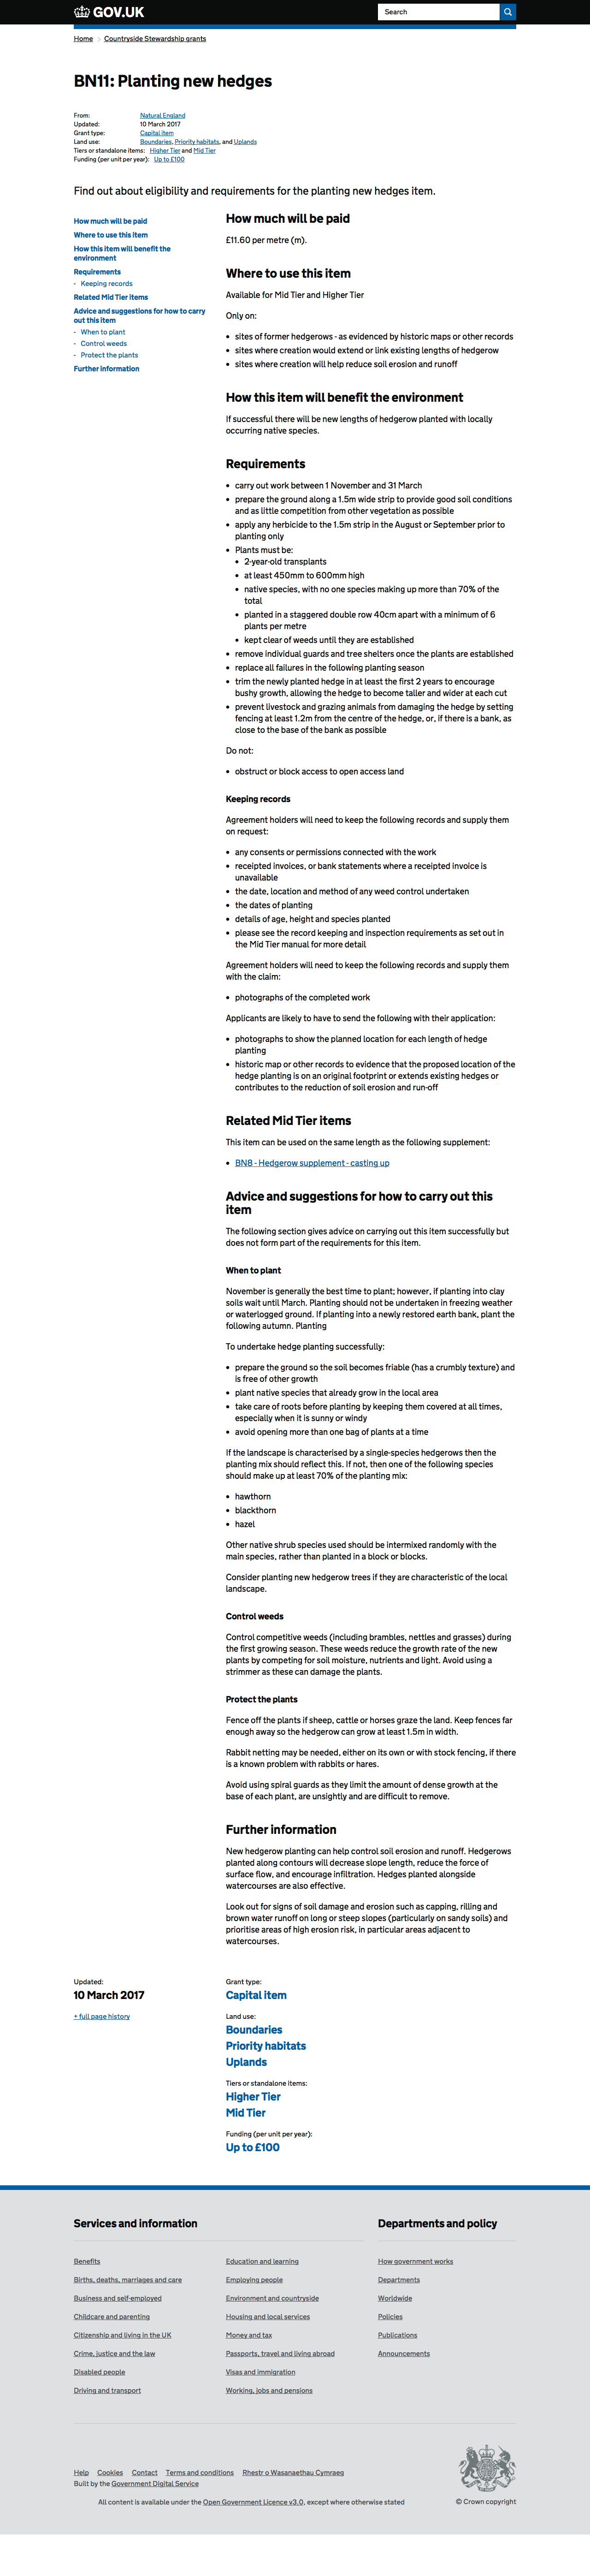 GOV.UK
Search
Home
Countryside Stewardship grants
BN11: Planting new hedges
From: Natural England
Updated: 10 March 2017
Grant type: Capital item
Land use: Boundaries, Priority habitats, and Uplands
Tiers or standalone items: Higher Tier and Mid Tier
Funding (per unit per year): Up to £100
Find out about eligibility and requirements for the planting new hedges item.
How much will be paid
Where to use this item
How this item will benefit the
environment
Requirements
- Keeping records
Related Mid Tier items
Advice and suggestions for how to carry
out this item
- When to plant
- Control weeds
- Protect the plants
Further information
How much will be paid
£11.60 per metre (m).
Where to use this item
Available for Mid Tier and Higher Tier
Only on:
• sites of former hedgerows - as evidenced by historic maps or other records
• sites where creation would extend or link existing lengths of hedgerow
• sites where creation will help reduce soil erosion and runoff
How this item will benefit the environment
If successful there will be new lengths of hedgerow planted with locally
occurring native species.
Requirements
• carry out work between 1 November and 31 March
• prepare the ground along a 1.5m wide strip to provide good soil conditions
and as little competition from other vegetation as possible
• apply any herbicide to the 1.5m strip in the August or September prior to
planting only
• Plants must be:
• 2-year-old transplants
• at least 450mm to 600mm high
• native species, with no one species making up more than 70% of the
total
• planted in a staggered double row 40cm apart with a minimum of 6
plants per metre
• kept clear of weeds until they are established
• remove individual guards and tree shelters once the plants are established
• replace all failures in the following planting season
• trim the newly planted hedge in at least the first 2 years to encourage
bushy growth, allowing the hedge to become taller and wider at each cut
• prevent livestock and grazing animals from damaging the hedge by setting
fencing at least 1.2m from the centre of the hedge, or, if there is a bank, as
close to the base of the bank as possible
Do not:
• obstruct or block access to open access land
Keeping records
Agreement holders will need to keep the following records and supply them
on request:
• any consents or permissions connected with the work
• receipted invoices, or bank statements where a receipted invoice is
unavailable
• the date, location and method of any weed control undertaken
• the dates of planting
• details of age, height and species planted
• please see the record keeping and inspection requirements as set out in
the Mid Tier manual for more detail
Agreement holders will need to keep the following records and supply them
with the claim:
• photographs of the completed work
Applicants are likely to have to send the following with their application:
• photographs to show the planned location for each length of hedge
planting
• historic map or other records to evidence that the proposed location of the
hedge planting is on an original footprint or extends existing hedges or
contributes to the reduction of soil erosion and run-off
Related Mid Tier items
This item can be used on the same length as the following supplement:
• BN8 - Hedgerow supplement - casting up
Advice and suggestions for how to carry out this
item
The following section gives advice on carrying out this item successfully but
does not form part of the requirements for this item.
When to plant
November is generally the best time to plant; however, if planting into clay
soils wait until March. Planting should not be undertaken in freezing weather
or waterlogged ground. If planting into a newly restored earth bank, plant the
following autumn. Planting
To undertake hedge planting successfully:
• prepare the ground so the soil becomes friable (has a crumbly texture) and
is free of other growth
• plant native species that already grow in the local area
• take care of roots before planting by keeping them covered at all times,
especially when it is sunny or windy
• avoid opening more than one bag of plants at a time
If the landscape is characterised by a single-species hedgerows then the
planting mix should reflect this. If not, then one of the following species
should make up at least 70% of the planting mix:
• hawthorn
• blackthorn
• hazel
Other native shrub species used should be intermixed randomly with the
main species, rather than planted in a block or blocks.
Consider planting new hedgerow trees if they are characteristic of the local
landscape.
Control weeds
Control competitive weeds (including brambles, nettles and grasses) during
the first growing season. These weeds reduce the growth rate of the new
plants by competing for soil moisture, nutrients and light. Avoid using a
strimmer as these can damage the plants.
Protect the plants
Fence off the plants if sheep, cattle or horses graze the land. Keep fences far
enough away so the hedgerow can grow at least 1.5m in width.
Rabbit netting may be needed, either on its own or with stock fencing, if there
is a known problem with rabbits or hares.
Avoid using spiral guards as they limit the amount of dense growth at the
base of each plant, are unsightly and are difficult to remove.
Further information
New hedgerow planting can help control soil erosion and runoff. Hedgerows
planted along contours will decrease slope length, reduce the force of
surface flow, and encourage infiltration. Hedges planted alongside
watercourses are also effective.
Look out for signs of soil damage and erosion such as capping, rilling and
brown water runoff on long or steep slopes (particularly on sandy soils) and
prioritise areas of high erosion risk, in particular areas adjacent to
watercourses.
Updated:
10 March 2017
+ full page history
Grant type:
Capital item
Land use:
Boundaries
Priority habitats
Uplands
Tiers or standalone items:
Higher Tier
Mid Tier
Funding (per unit per year):
Up to £100
Services and information
Benefits
Births, deaths, marriages and care
Business and self-employed
Childcare and parenting
Citizenship and living in the UK
Crime, justice and the law
Disabled people
Driving and transport
Education and learning
Employing people
Environment and countryside
Housing and local services
Money and tax
Passports, travel and living abroad
Visas and immigration
Working, jobs and pensions
Departments and policy
How government works
Departments
Worldwide
Policies
Publications
Announcements
Help Cookies Contact Terms and conditions Rhestr o Wasanaethau Cymraeg
Built by the Government Digital Service
All content is available under the Open Government Licence v3.0, except where otherwise stated
© Crown copyright